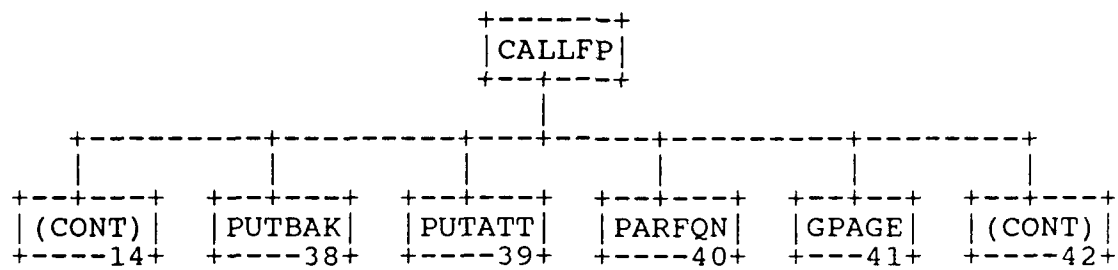 CALLFP
(CONT) PUTBAK PUTATT PARFQN GPAGE (CONT)
14 38 39 40 41 42